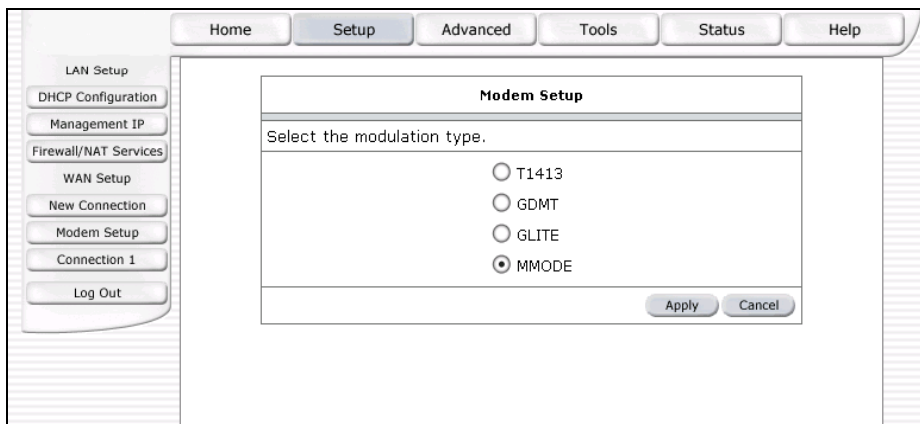 Home Setup Advanced Tools Status Help
LAN Setup
DHCP Configuration
Management IP
Firewall/NAT Services
WAN Setup
New Connection
Modem Setup
Connection 1
Log Out
Modem Setup
Select the modulation type.
T1413
GDMT
GLITE
MMODE
Apply Cancel